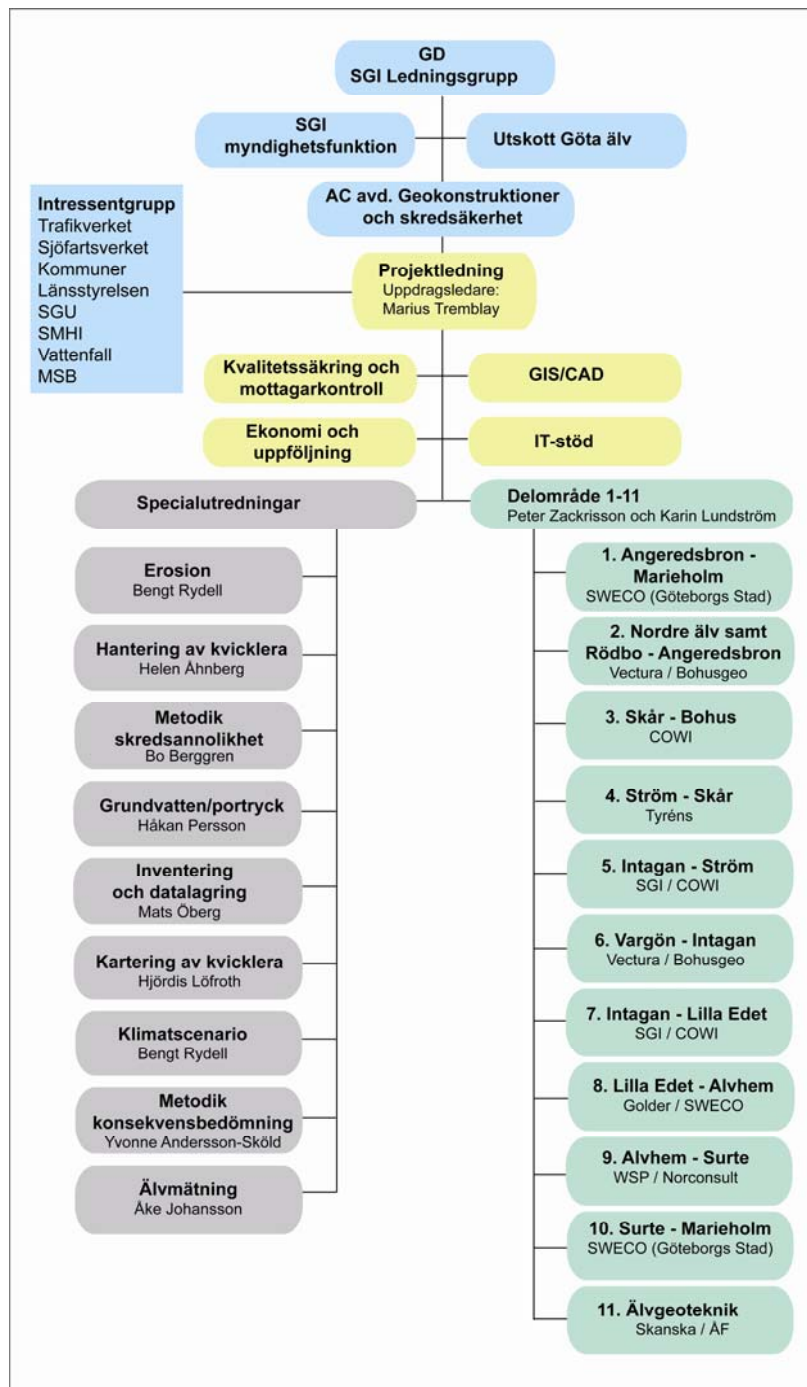 GD
SGI Ledningsgrupp
SGI
myndighetsfunktion
Utskott Göta älv
AC avd. Geokonstruktioner
och skredsäkerhet
Intressentgrupp
Trafikverket
Sjöfartsverket
Kommuner
Länsstyrelsen
SGU
SMHI
Vattenfall
MSB
Projektledning
Uppdragsledare:
Marius Tremblay
Kvalitetssäkring och
mottagarkontroll
GIS/CAD
Ekonomi och
uppföljning
IT-stöd
Specialutredningar
Erosion
Bengt Rydell
Hantering av kvicklera
Helen Åhnberg
Metodik
skredsannolikhet
Bo Berggren
Grundvatten/portryck
Håkan Persson
Inventering
och datalagring
Mats Öberg
Kartering av kvicklera
Hjördis Löfroth
Klimatscenario
Bengt Rydell
Metodik
konsekvensbedömning
Yvonne Andersson-Sköld
Älvmätning
Åke Johansson
Delområde 1-11
Peter Zackrisson och Karin Lundström
1. Angeredsbron -
Marieholm
SWECO (Göteborgs Stad)
2. Nordre älv samt
Rödbo - Angeredsbron
Vectura / Bohusgeo
3. Skår - Bohus
COWI
4. Ström - Skår
Tyréns
5. Intagan - Ström
SGI / COWI
6. Vargön - Intagan
Vectura / Bohusgeo
7. Intagan - Lilla Edet
SGI / COWI
8. Lilla Edet - Alvhem
Golder / SWECO
9. Alvhem - Surte
WSP / Norconsult
10. Surte - Marieholm
SWECO (Göteborgs Stad)
11. Älvgeoteknik
Skanska / ÅF